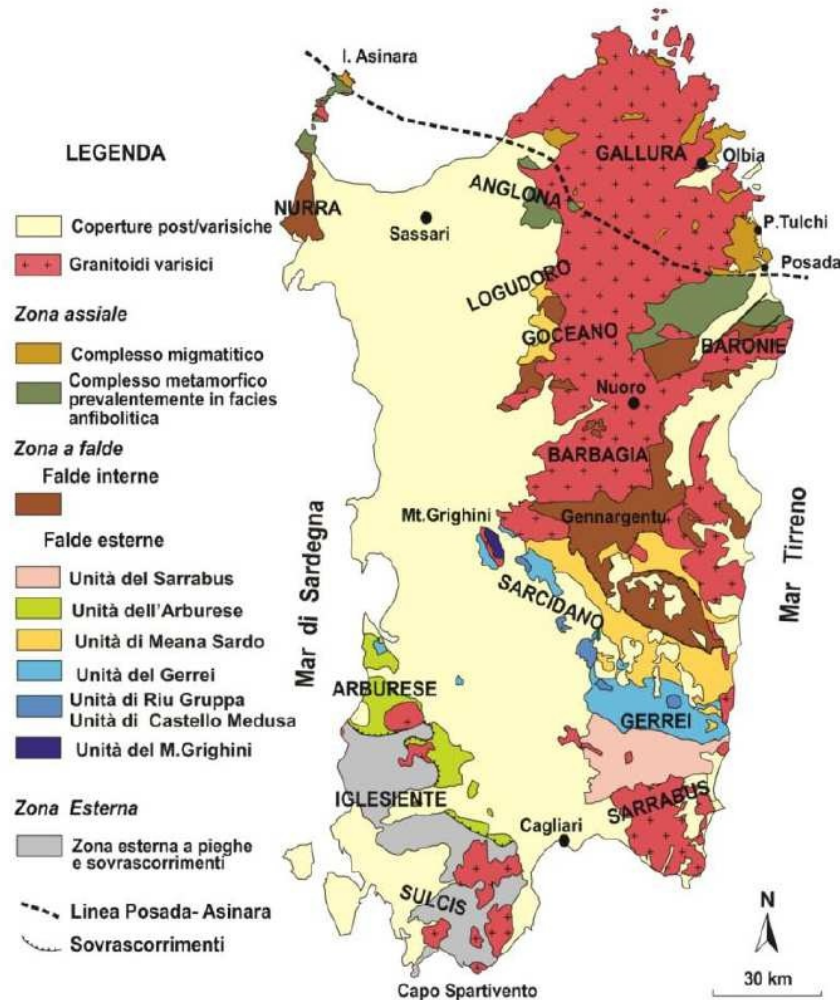 LEGENDA
Coperture post/varisiche
Granitoidi varisici
Zona assiale
Complesso migmatitico
Complesso metamorfico
prevalentemente in facies
anfibolitica
Zona a falde
Falde interne
Falde esterne
Unità del Sarrabus
Unità dell'Arburese
Unità di Meana Sardo
Unità del Gerrei
Unità di Riu Gruppa
Unità di Castello Medusa
Unità del M.Grighini
Zona Esterna
Zona esterna a pieghe
e sovrascorrimenti
Linea Posada- Asinara
Sovrascorrimenti
I. Asinara
GALLURA
Olbia
ANGLONA
NURRA
Sassari
P.Tulchi
Posada
LOGUDORO
GOCEANO
BARONIE
Nuoro
BARBAGIA
Mt.Grighini
Gennargentu
SARCIDANO
Mar di Sardegna
Mar Tirreno
ARBURESE
GERREI
IGLESIENTE
SARRABUS
Cagliari
SULCIS
Capo Spartivento
N
30 km